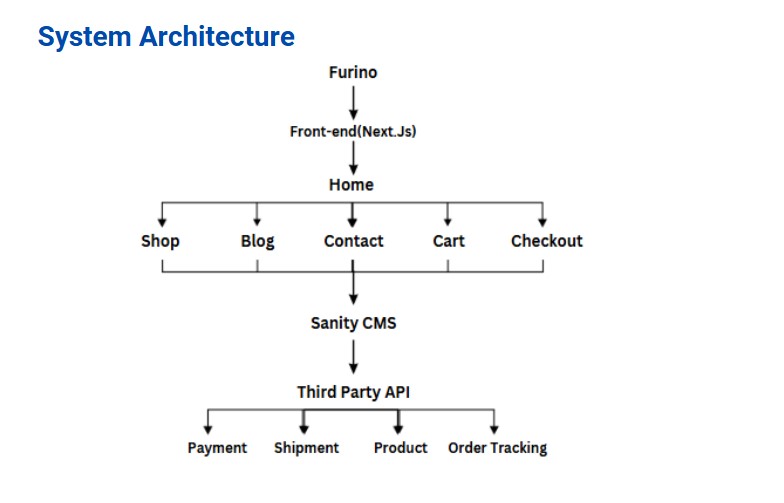 System Architecture
Furino
Front-end(Next.Js)
Home
Shop Blog Contact Cart Checkout
Sanity CMS
Third Party API
Payment Shipment Product Order Tracking